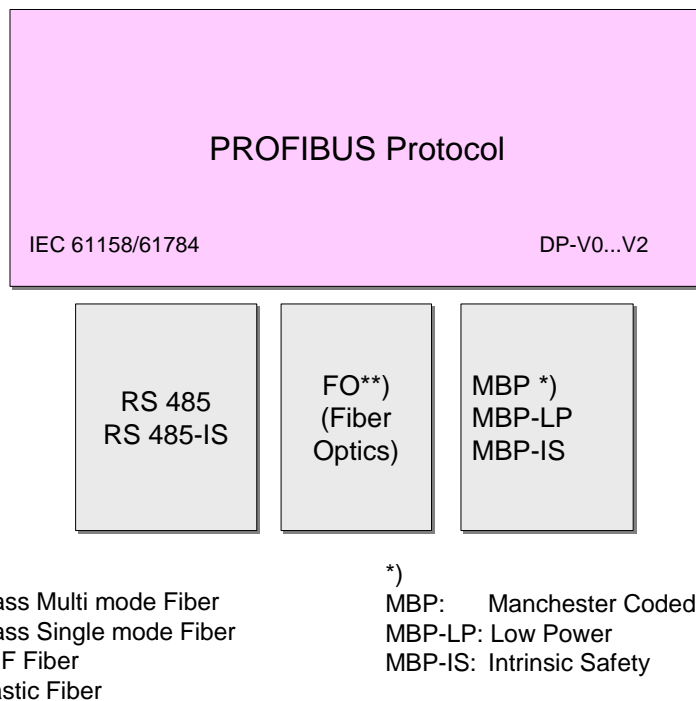 PROFIBUS Protocol
IEC 61158/61784 DP-V0...V2
RS 485
RS 485-IS
FO**)
(Fiber
Optics)
MBP *)
MBP-LP
MBP-IS
Multi mode Fiber
Single mode Fiber
Fiber
Fiber
*)
MBP: Manchester Coded
MBP-LP: Low Power
MBP-IS: Intrinsic Safety